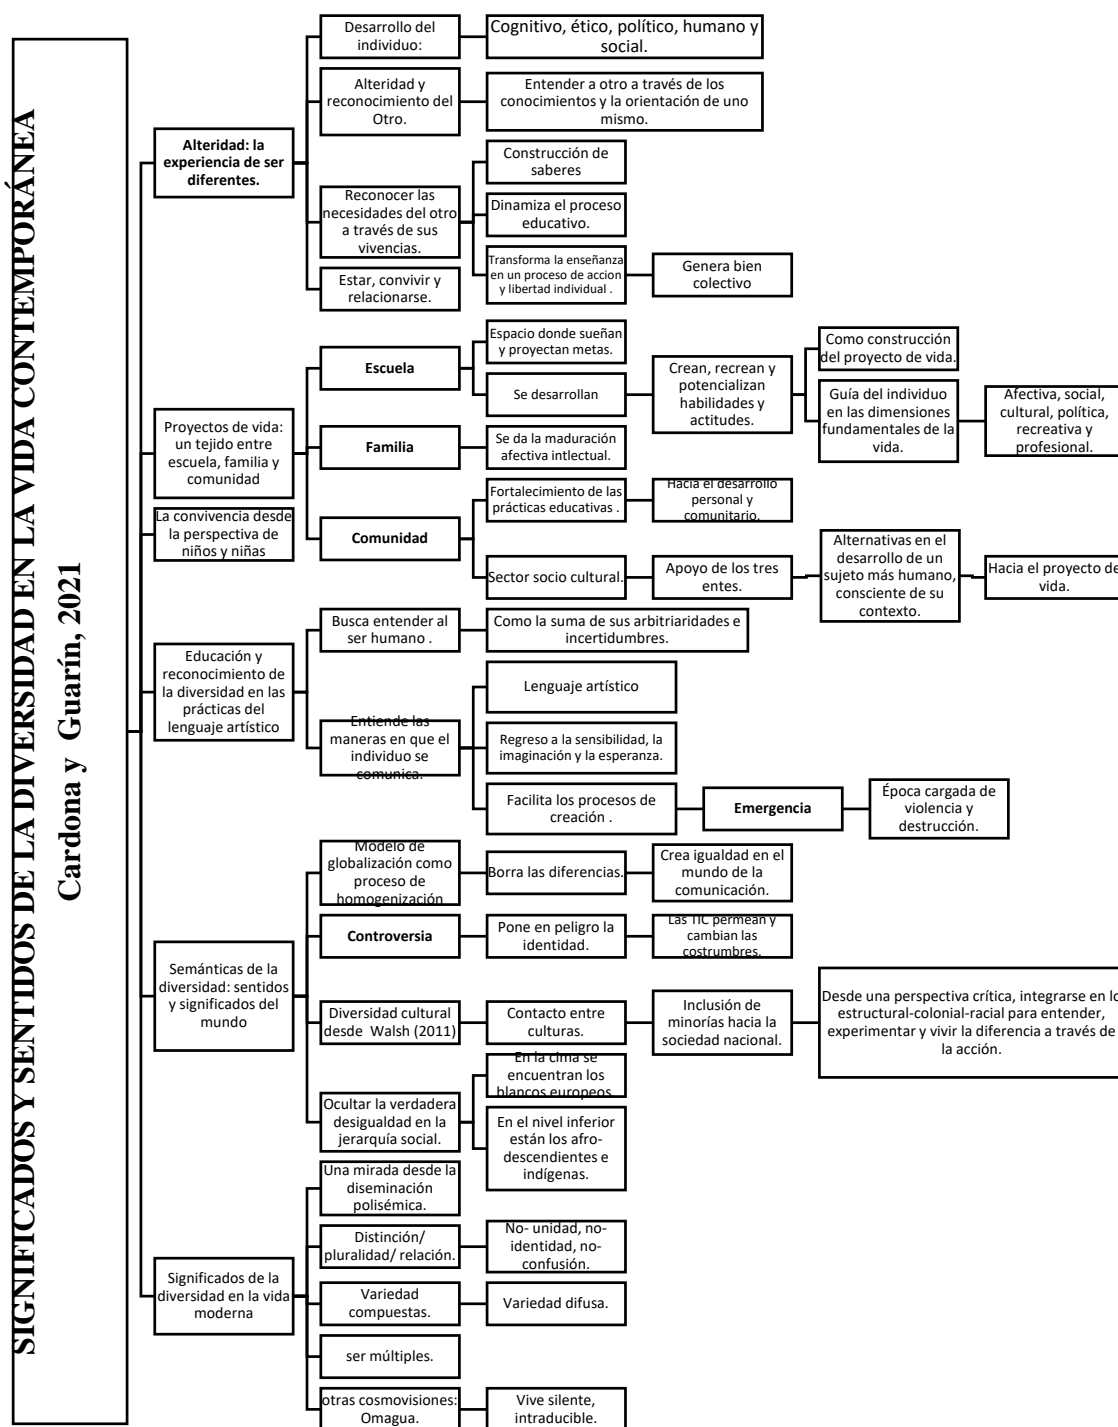 SIGNIFICADOS Y SENTIDOS DE LA DIVERSIDAD EN LA VIDA CONTEMPORÁNEA
Cardona y Guarín, 2021
Alteridad: la
experiencia de ser
diferentes.
Desarrollo del
individuo:
Cognitivo, ético, político, humano y
social.
Alteridad y
reconocimiento del
Otro.
Entender a otro a través de los
conocimientos y la orientación de uno
mismo.
Reconocer las
necesidades del otro
a través de sus
vivencias.
Construcción de
saberes
Dinamiza el proceso
educativo.
Transforma la enseñanza
en un proceso de accion
y libertad individual .
Genera bien
colectivo
Estar, convivir y
relacionarse.
Proyectos de vida:
un tejido entre
escuela, familia y
comunidad
Escuela
Espacio donde sueñan
y proyectan metas.
Se desarrollan
Crean, recrean y
potencializan
habilidades y
actitudes.
Como construcción
del proyecto de vida.
Guía del individuo
en las dimensiones
fundamentales de la
vida.
Afectiva, social,
cultural, política,
recreativa y
profesional.
Familia
Se da la maduración
afectiva intlectual.
Comunidad
Fortalecimiento de las
prácticas educativas .
Hacia el desarrollo
personal y
comunitario.
Sector socio cultural.
Apoyo de los tres
entes.
Alternativas en el
desarrollo de un
sujeto más humano,
consciente de su
contexto.
Hacia el proyecto de
vida.
La convivencia desde
la perspectiva de
niños y niñas
Educación y
reconocimiento de
la diversidad en las
prácticas del
lenguaje artístico
Busca entender al
ser humano .
Como la suma de sus arbitriaridades e
incertidumbres.
Entiende las
maneras en que el
individuo se
comunica.
Lenguaje artístico
Regreso a la sensibilidad, la
imaginación y la esperanza.
Facilita los procesos de
creación .
Emergencia
Época cargada de
violencia y
destrucción.
Semánticas de la
diversidad: sentidos
y significados del
mundo
Modelo de
globalización como
proceso de
homogenización
Borra las diferencias.
Crea igualdad en el
mundo de la
comunicación.
Controversia
Pone en peligro la
identidad.
Las TIC permean y
cambian las
costrumbres.
Diversidad cultural
desde Walsh (2011)
Contacto entre
culturas.
Inclusión de
minorías hacia la
sociedad nacional.
Desde una perspectiva crítica, integrarse en lo
estructural-colonial-racial para entender,
experimentar y vivir la diferencia a través de
la acción.
Ocultar la verdadera
desigualdad en la
jerarquía social.
En la cima se
encuentran los
blancos europeos.
En el nivel inferior
están los afro-
descendientes e
indígenas.
Significados de la
diversidad en la vida
moderna
Una mirada desde la
diseminación
polisémica.
Distinción/
pluralidad/ relación.
No- unidad, no-
identidad, no-
confusión.
Variedad
compuestas.
Variedad difusa.
ser múltiples.
otras cosmovisiones:
Omagua.
Vive silente,
intraducible.